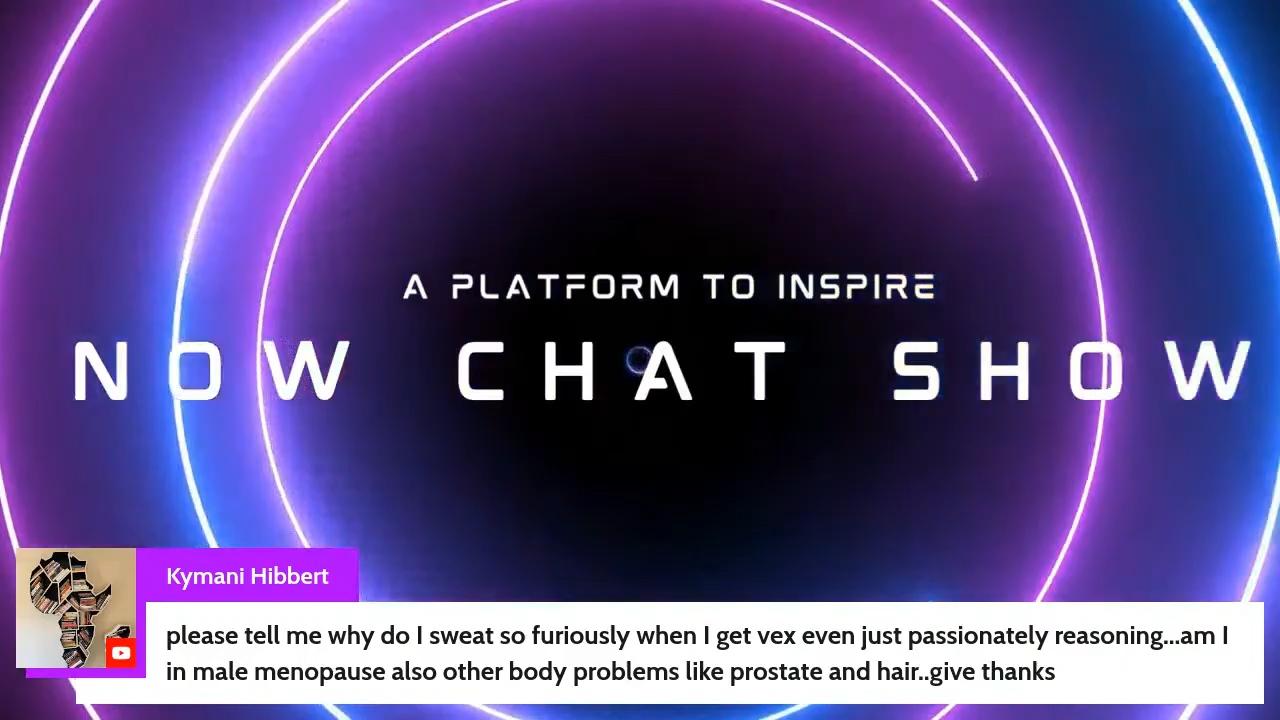 A PLATFORM TO INSPIRE
NOW CHAT SHOW
Kymani Hibbert
please tell me why do I sweat so furiously when I get vex even just passionately reasoning...am I
in male menopause also other body problems like prostate and hair..give thanks